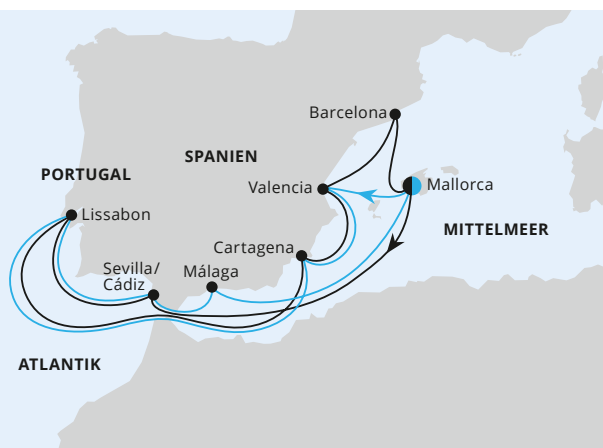 Barcelona
SPANIEN
PORTUGAL
Valencia
Mallorca
Lissabon
MITTELMEER
Cartagena
Sevilla/
Cádiz
Málaga
ATLANTIK